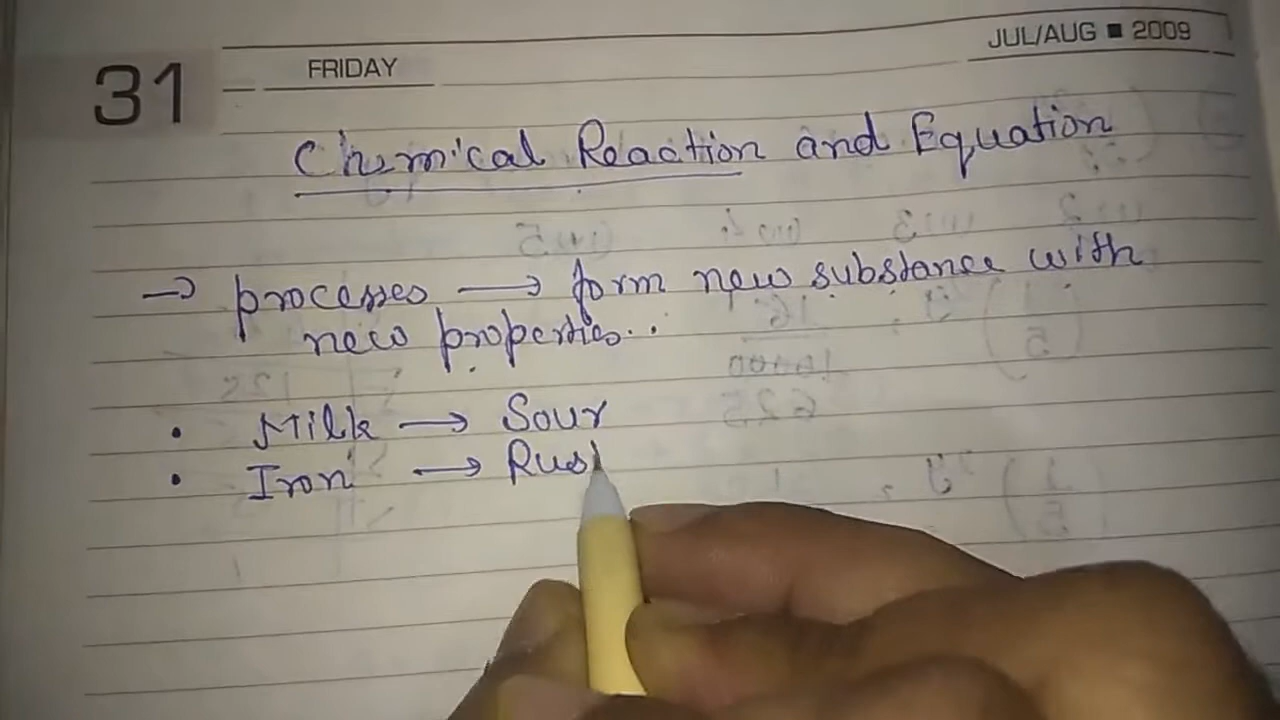 31 FRIDAY JUL/AUG ■ 2009
Chemical Reaction and Equation
→ processes → form new substance with
new properties..
• Milk → Sour
• Iron → Rus